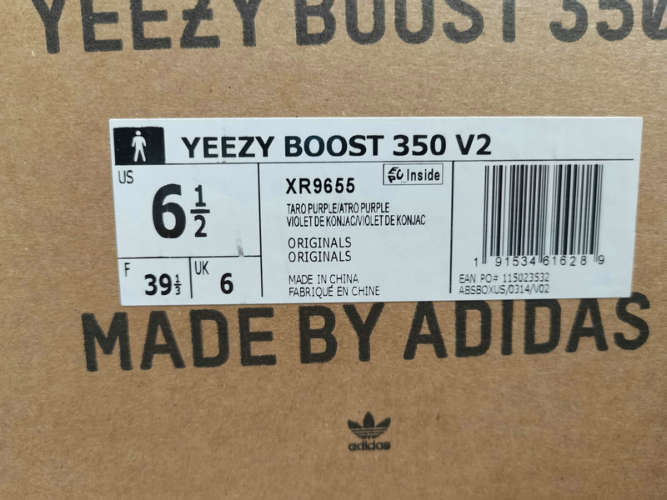 YEEZY BOOST 350
YEEZY BOOST 350 V2
US
6 1/2
F
39 1/3
UK
6
XR9655
Inside
TARO PURPLE/ATRO PURPLE
VIOLET DE KONJAC/VIOLET DE KONJAC
ORIGINALS
ORIGINALS
MADE IN CHINA
FABRIQUÉ EN CHINE
1 91534 61628 9
EAN PO# 115023532
ABSBOXUS/0314/V02
MADE BY ADIDAS
adidas